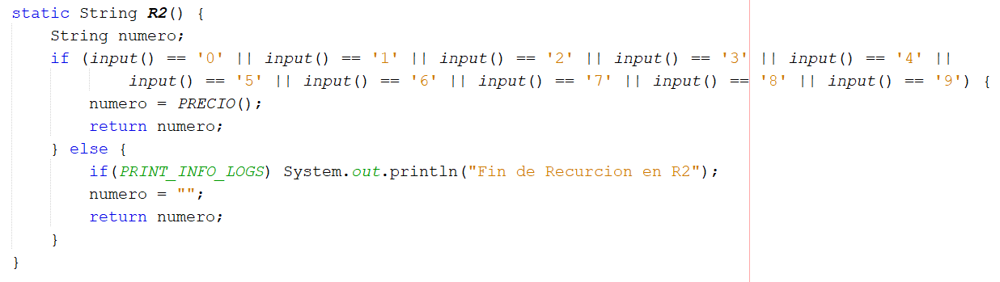 static String R2() {
    String numero;
    if (input() == '0' || input() == '1' || input() == '2' || input() == '3' || input() == '4' ||
            input() == '5' || input() == '6' || input() == '7' || input() == '8' || input() == '9') {
        numero = PRECIO();
        return numero;
    } else {
        if(PRINT_INFO_LOGS) System.out.println("Fin de Recurcion en R2");
        numero = "";
        return numero;
    }
}